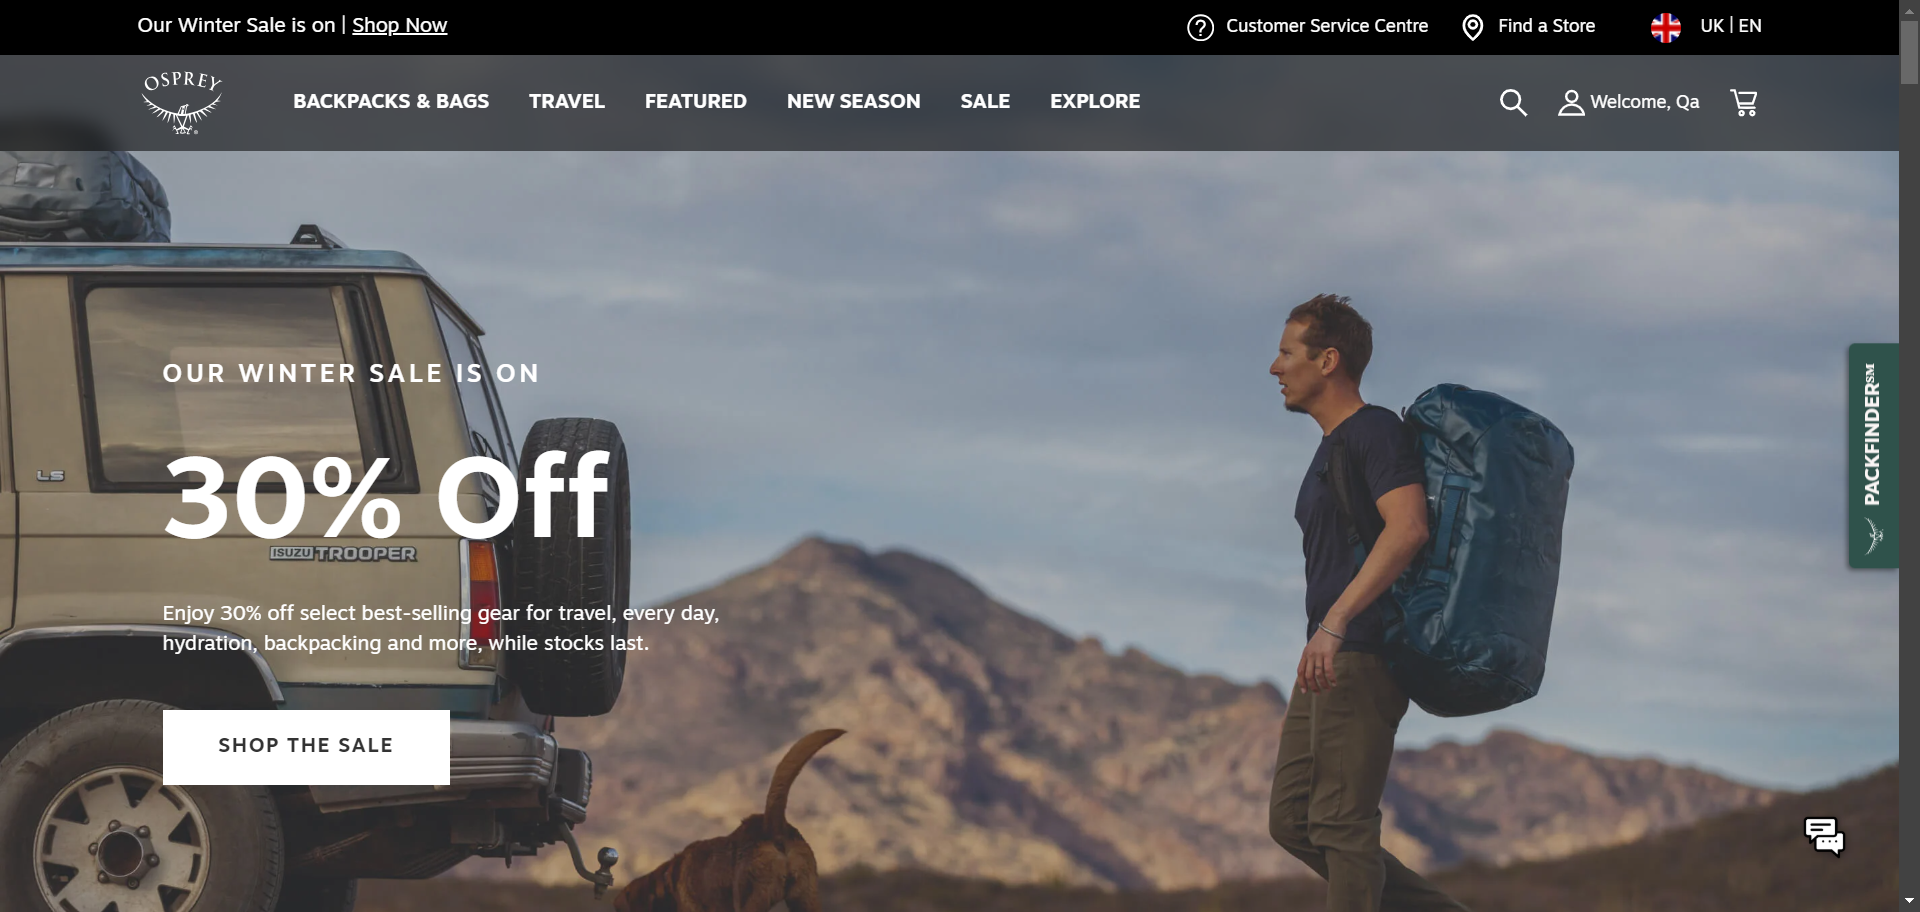 Our Winter Sale is on | Shop Now
Customer Service Centre
Find a Store
UK | EN
OSPREY
BACKPACKS & BAGS
TRAVEL
FEATURED
NEW SEASON
SALE
EXPLORE
Welcome, Qa
OUR WINTER SALE IS ON
30% Off
LS
ISUZU TROOPER
Enjoy 30% off select best-selling gear for travel, every day,
hydration, backpacking and more, while stocks last.
SHOP THE SALE
PACKFINDER℠